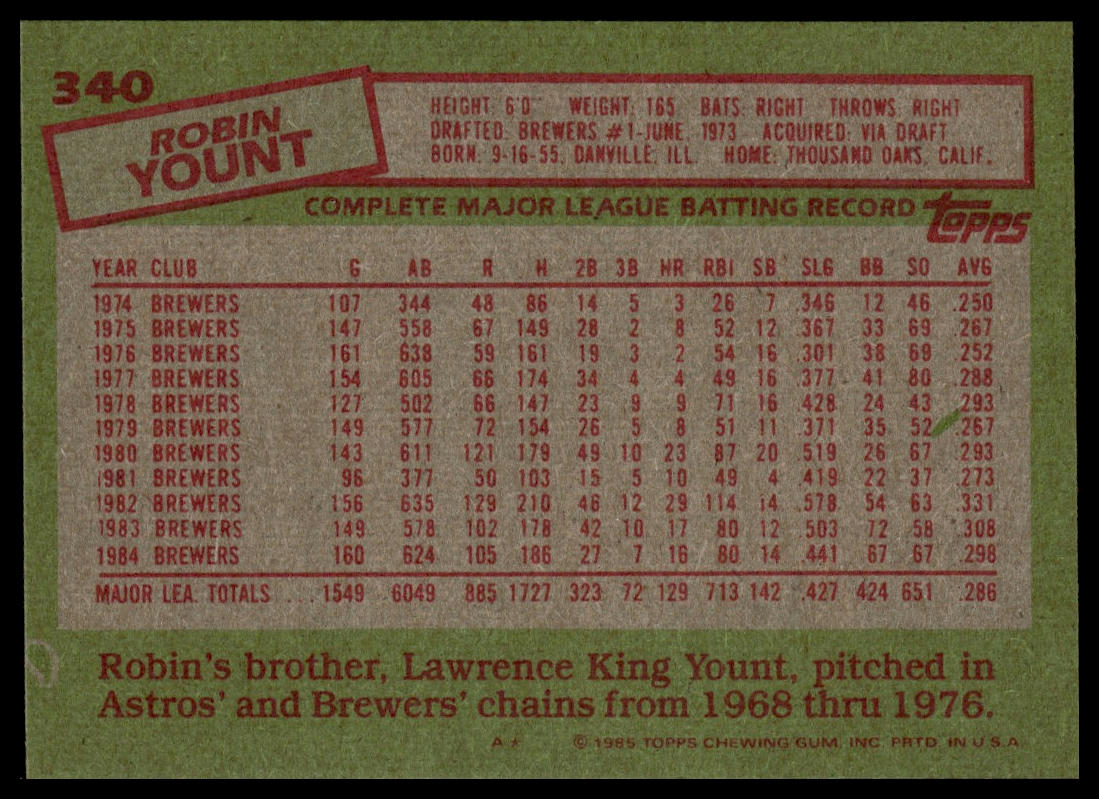 340
ROBIN
YOUNT
HEIGHT: 6'0" WEIGHT: 165 BATS: RIGHT THROWS: RIGHT
DRAFTED: BREWERS #1-JUNE, 1973 ACQUIRED: VIA DRAFT
BORN: 9-16-55, DANVILLE, ILL. HOME: THOUSAND OAKS, CALIF.
COMPLETE MAJOR LEAGUE BATTING RECORD topps
YEAR CLUB G AB R H 2B 3B HR RBI SB SLG BB SO AVG
1974 BREWERS 107 344 48 86 14 5 3 26 7 .346 12 46 .250
1975 BREWERS 147 558 67 149 28 2 8 52 12 .367 33 69 .267
1976 BREWERS 161 638 59 161 19 3 2 54 16 .301 38 69 .252
1977 BREWERS 154 605 66 174 34 4 4 49 16 .377 41 80 .288
1978 BREWERS 127 502 66 147 23 9 9 71 16 .428 24 43 .293
1979 BREWERS 149 577 72 154 26 5 8 51 11 .371 35 52 .267
1980 BREWERS 143 611 121 179 49 10 23 87 20 .519 26 67 .293
1981 BREWERS 96 377 50 103 15 5 10 49 4 .419 22 37 .273
1982 BREWERS 156 635 129 210 46 12 29 114 14 .578 54 63 .331
1983 BREWERS 149 578 102 178 42 10 17 80 12 .503 72 58 .308
1984 BREWERS 160 624 105 186 27 7 16 80 14 .441 67 67 .298
MAJOR LEA. TOTALS ... 1549 .6049 885 1727 323 72 129 713 142 .427 424 651 .286
Robin's brother, Lawrence King Yount, pitched in
Astros' and Brewers' chains from 1968 thru 1976.
A★ © 1985 TOPPS CHEWING GUM, INC. PRTD. IN U.S.A.